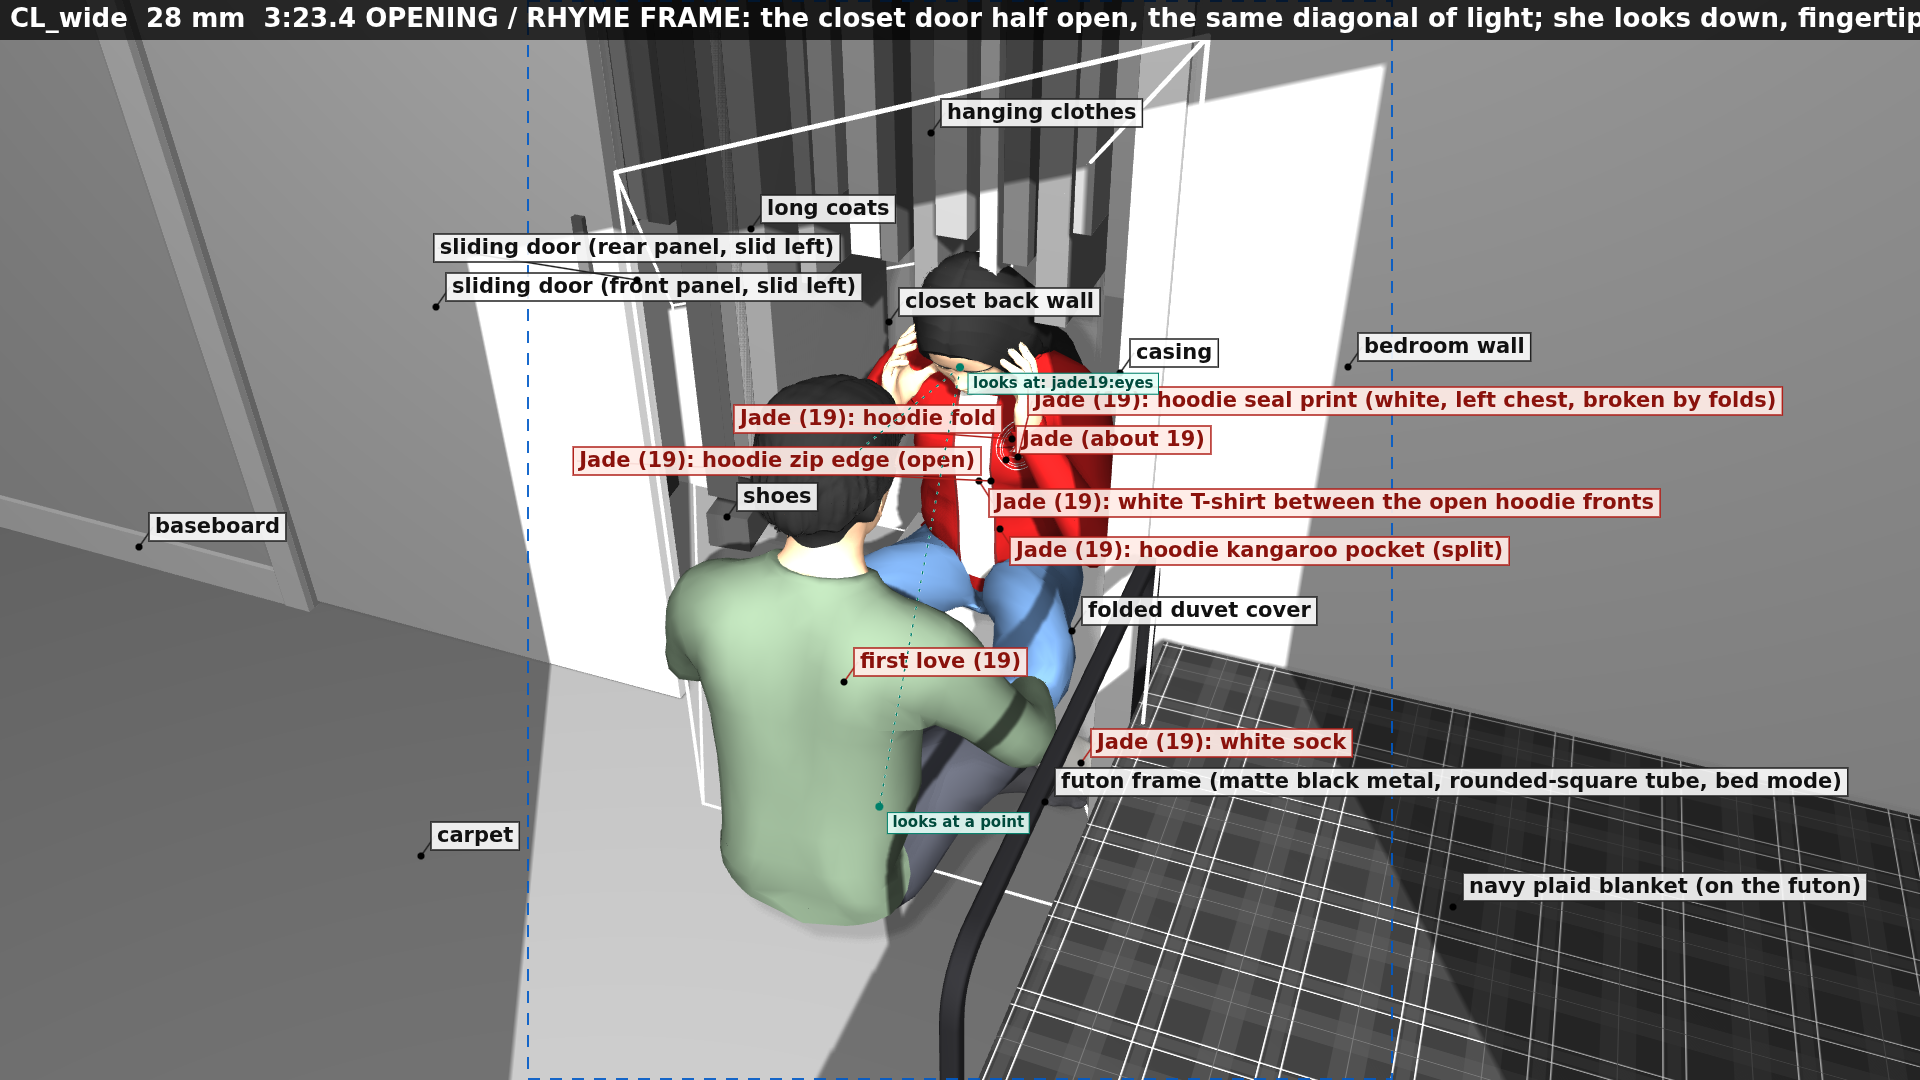 CL_wide 28 mm 3:23.4 OPENING / RHYME FRAME: the closet door half open, the same diagonal of light; she looks down, fingertip
hanging clothes
long coats
sliding door (rear panel, slid left)
sliding door (front panel, slid left)
closet back wall
casing
bedroom wall
looks at: jade19:eyes
Jade (19): hoodie seal print (white, left chest, broken by folds)
Jade (19): hoodie fold
Jade (about 19)
Jade (19): hoodie zip edge (open)
shoes
Jade (19): white T-shirt between the open hoodie fronts
baseboard
Jade (19): hoodie kangaroo pocket (split)
folded duvet cover
first love (19)
Jade (19): white sock
futon frame (matte black metal, rounded-square tube, bed mode)
looks at a point
carpet
navy plaid blanket (on the futon)